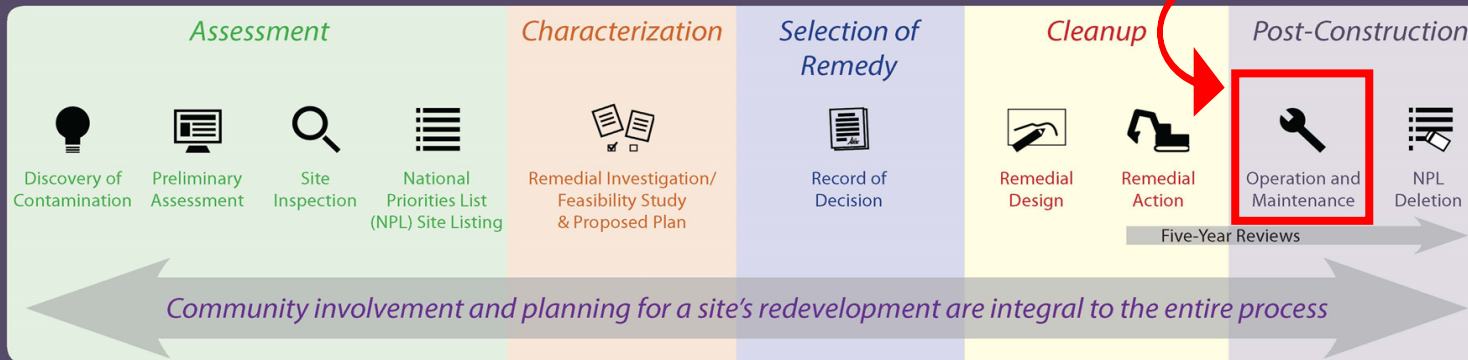 Assessment
Discovery of
Contamination
Preliminary
Assessment
Site
Inspection
National
Priorities List
(NPL) Site Listing
Characterization
Remedial Investigation/
Feasibility Study
& Proposed Plan
Selection of
Remedy
Record of
Decision
Cleanup
Remedial
Design
Remedial
Action
Post-Construction
Operation and
Maintenance
NPL
Deletion
Five-Year Reviews
Community involvement and planning for a site's redevelopment are integral to the entire process